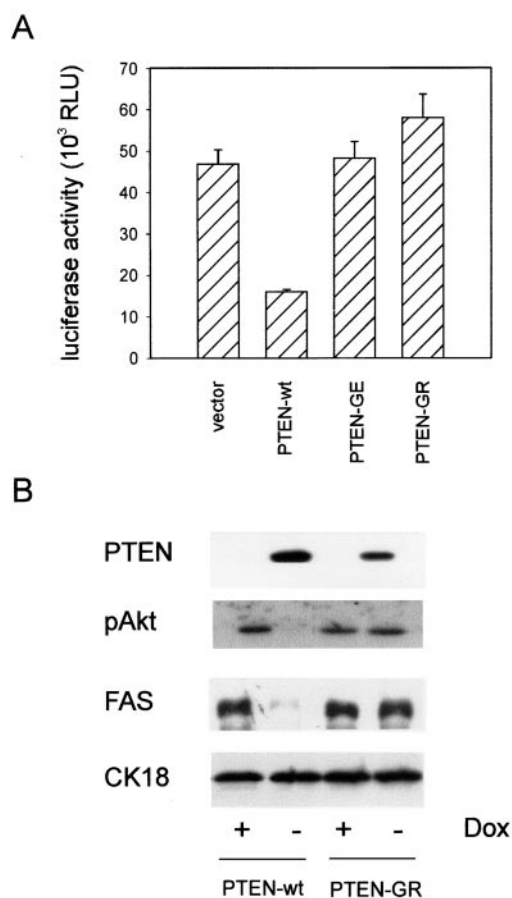 A
luciferase activity (10³ RLU)
70
60
50
40
30
20
10
0
vector
PTEN-wt
PTEN-GE
PTEN-GR
B
PTEN
pAkt
FAS
CK18
+ - + - Dox
PTEN-wt PTEN-GR